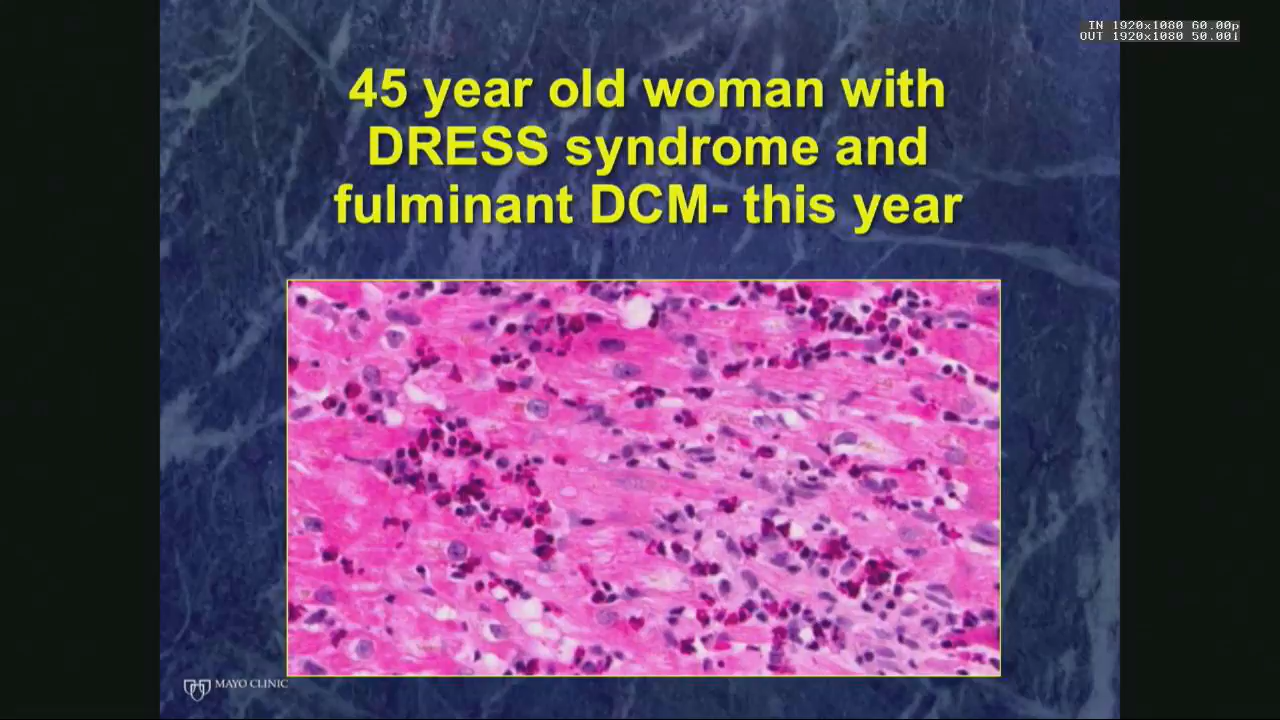 IN 1920x1080 60.00p
OUT 1920x1080 50.00i
45 year old woman with
DRESS syndrome and
fulminant DCM- this year
MAYO CLINIC